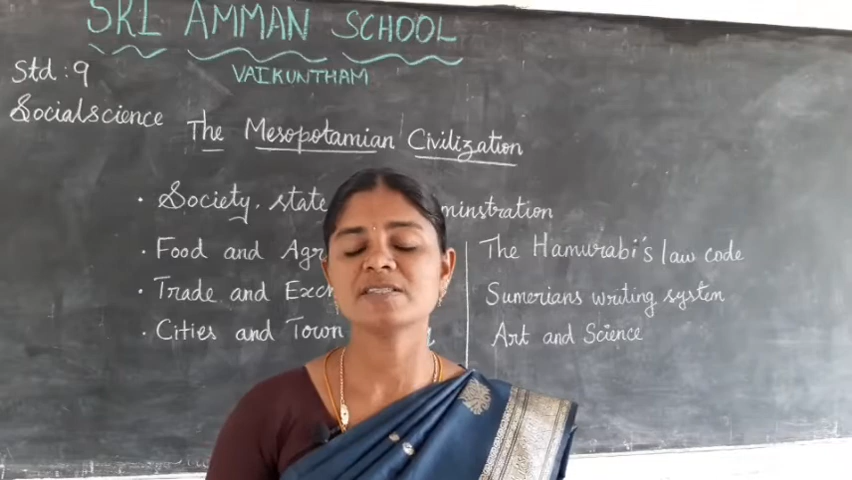 SRI AMMAN SCHOOL
VAIKUNTHAM
Std : 9
Socialscience
The Mesopotamian Civilization
• Society, state minstration
• Food and Agr
• Trade and Exc
• Cities and Town
The Hamurabi's law code
Sumerians writing system
Art and Science